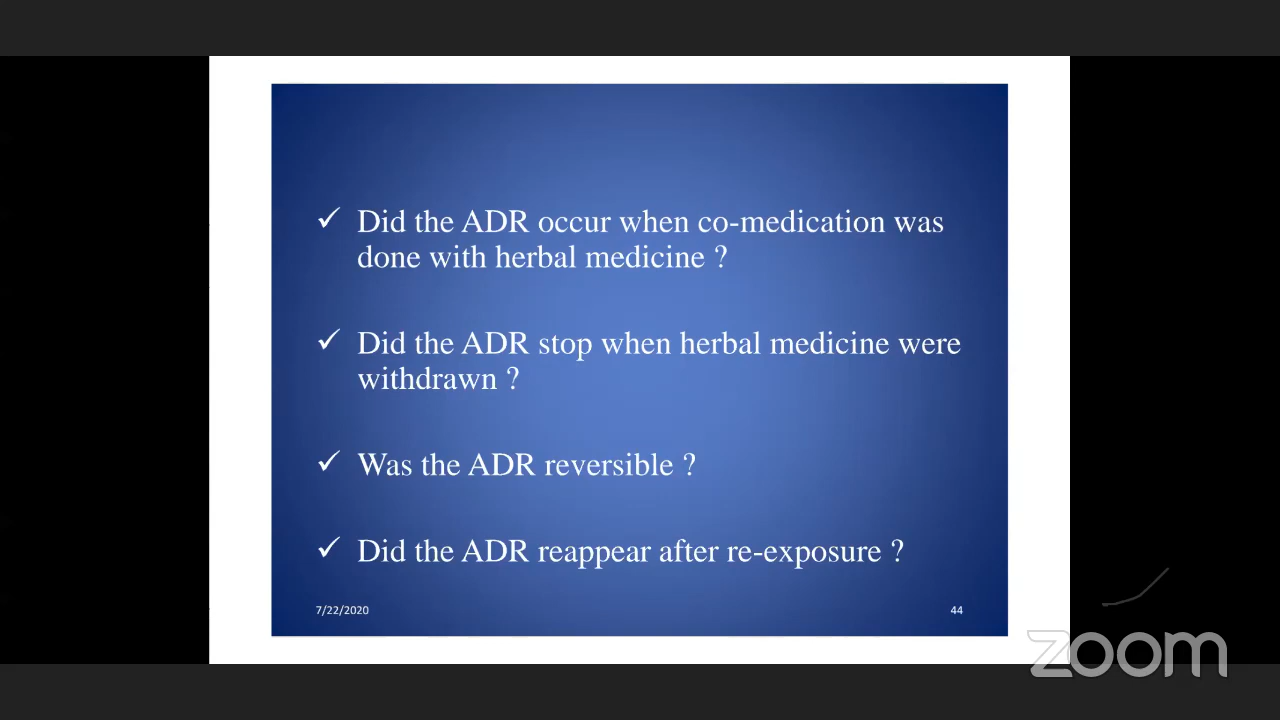 ✓ Did the ADR occur when co-medication was
done with herbal medicine ?
✓ Did the ADR stop when herbal medicine were
withdrawn ?
✓ Was the ADR reversible ?
✓ Did the ADR reappear after re-exposure ?
7/22/2020
44
zoom